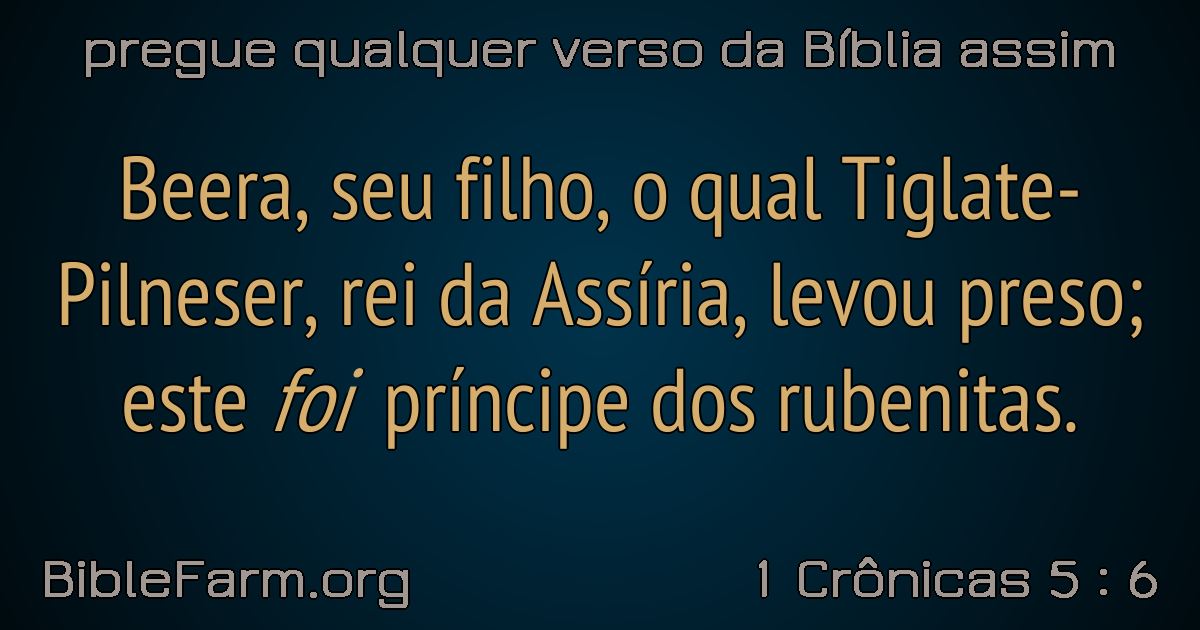 pregue qualquer verso da Bíblia assim
Beera, seu filho, o qual Tiglate-
Pilneser, rei da Assíria, levou preso;
este foi príncipe dos rubenitas.
BibleFarm.org
1 Crônicas 5 : 6